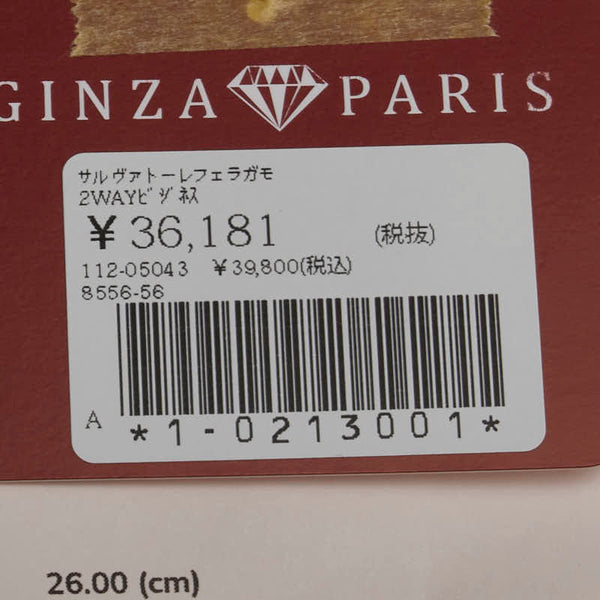 GINZA PARIS
サルヴァトーレフェラガモ
2WAYビジネス
¥36,181 (税抜)
112-05043 ¥39,800(税込)
8556-56
A *1-0213001*
26.00 (cm)